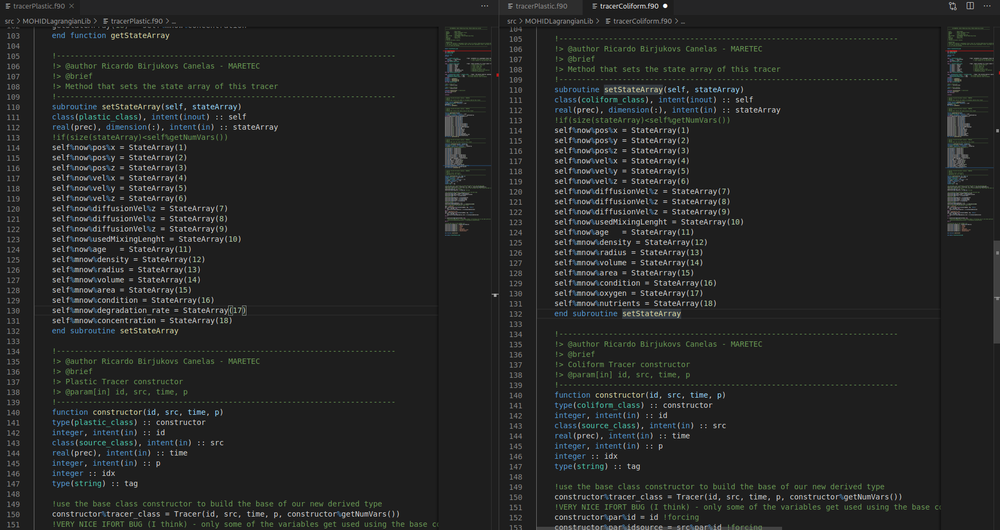 tracerPlastic.f90 ×
src > MOHIDLagrangianLib > tracerPlastic.f90 > ...
103 end function getStateArray
104
105 !---------------------------------------------------------------------------
106 !> @author Ricardo Birjukovs Canelas - MARETEC
107 !> @brief
108 !> Method that sets the state array of this tracer
109 !---------------------------------------------------------------------------
110 subroutine setStateArray(self, stateArray)
111 class(plastic_class), intent(inout) :: self
112 real(prec), dimension(:), intent(in) :: stateArray
113 !if(size(stateArray)<self%getNumVars())
114 self%now%pos%x = StateArray(1)
115 self%now%pos%y = StateArray(2)
116 self%now%pos%z = StateArray(3)
117 self%now%vel%x = StateArray(4)
118 self%now%vel%y = StateArray(5)
119 self%now%vel%z = StateArray(6)
120 self%now%diffusionVel%z = StateArray(7)
121 self%now%diffusionVel%z = StateArray(8)
122 self%now%diffusionVel%z = StateArray(9)
123 self%now%usedMixingLenght = StateArray(10)
124 self%now%age   = StateArray(11)
125 self%mnow%density = StateArray(12)
126 self%mnow%radius = StateArray(13)
127 self%mnow%volume = StateArray(14)
128 self%mnow%area = StateArray(15)
129 self%mnow%condition = StateArray(16)
130 self%mnow%degradation_rate = StateArray(17)
131 self%mnow%concentration = StateArray(18)
132 end subroutine setStateArray
133
134 !---------------------------------------------------------------------------
135 !> @author Ricardo Birjukovs Canelas - MARETEC
136 !> @brief
137 !> Plastic Tracer constructor
138 !> @param[in] id, src, time, p
139 !---------------------------------------------------------------------------
140 function constructor(id, src, time, p)
141 type(plastic_class) :: constructor
142 integer, intent(in) :: id
143 class(source_class), intent(in) :: src
144 real(prec), intent(in) :: time
145 integer, intent(in) :: p
146 integer :: idx
147 type(string) :: tag
148
149 !use the base class constructor to build the base of our new derived type
150 constructor%tracer_class = Tracer(id, src, time, p, constructor%getNumVars())
151 !VERY NICE IFORT BUG (I think) - only some of the variables get used using the base co
tracerPlastic.f90
tracerColiform.f90 ●
src > MOHIDLagrangianLib > tracerColiform.f90 > ...
104
105 !---------------------------------------------------------------------------
106 !> @author Ricardo Birjukovs Canelas - MARETEC
107 !> @brief
108 !> Method that sets the state array of this tracer
109 !---------------------------------------------------------------------------
110 subroutine setStateArray(self, stateArray)
111 class(coliform_class), intent(inout) :: self
112 real(prec), dimension(:), intent(in) :: stateArray
113 !if(size(stateArray)<self%getNumVars())
114 self%now%pos%x = StateArray(1)
115 self%now%pos%y = StateArray(2)
116 self%now%pos%z = StateArray(3)
117 self%now%vel%x = StateArray(4)
118 self%now%vel%y = StateArray(5)
119 self%now%vel%z = StateArray(6)
120 self%now%diffusionVel%z = StateArray(7)
121 self%now%diffusionVel%z = StateArray(8)
122 self%now%diffusionVel%z = StateArray(9)
123 self%now%usedMixingLenght = StateArray(10)
124 self%now%age   = StateArray(11)
125 self%mnow%density = StateArray(12)
126 self%mnow%radius = StateArray(13)
127 self%mnow%volume = StateArray(14)
128 self%mnow%area = StateArray(15)
129 self%mnow%condition = StateArray(16)
130 self%mnow%oxygen = StateArray(17)
131 self%mnow%nutrients = StateArray(18)
132 end subroutine setStateArray
133
134 !---------------------------------------------------------------------------
135 !> @author Ricardo Birjukovs Canelas - MARETEC
136 !> @brief
137 !> Coliform Tracer constructor
138 !> @param[in] id, src, time, p
139 !---------------------------------------------------------------------------
140 function constructor(id, src, time, p)
141 type(coliform_class) :: constructor
142 integer, intent(in) :: id
143 class(source_class), intent(in) :: src
144 real(prec), intent(in) :: time
145 integer, intent(in) :: p
146 integer :: idx
147 type(string) :: tag
148
149 !use the base class constructor to build the base of our new derived type
150 constructor%tracer_class = Tracer(id, src, time, p, constructor%getNumVars())
151 !VERY NICE IFORT BUG (I think) - only some of the variables get used using the base co
152 constructor%par%id = id !forcing
153 constructor%par%idsource = src%par%id !forcing